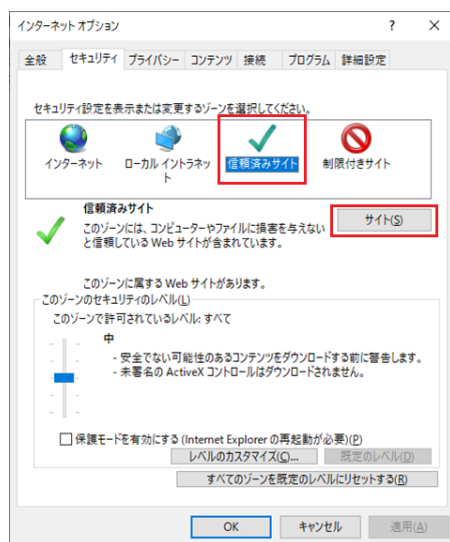 インターネット オプション ? ×
全般 セキュリティ プライバシー コンテンツ 接続 プログラム 詳細設定
セキュリティ設定を表示または変更するゾーンを選択してください。
インターネット ローカル イントラネッ 信頼済みサイト 制限付きサイト
ト
信頼済みサイト
サイト(S)
このゾーンには、コンピューターやファイルに損害を与えない
と信頼している Web サイトが含まれています。
このゾーンに属する Web サイトがあります。
このゾーンのセキュリティのレベル(L)
このゾーンで許可されているレベル: すべて
中
- 安全でない可能性のあるコンテンツをダウンロードする前に警告します。
- 未署名の ActiveX コントロールはダウンロードされません。
保護モードを有効にする (Internet Explorer の再起動が必要)(P)
レベルのカスタマイズ(C)... 既定のレベル(D)
すべてのゾーンを既定のレベルにリセットする(R)
OK キャンセル 適用(A)